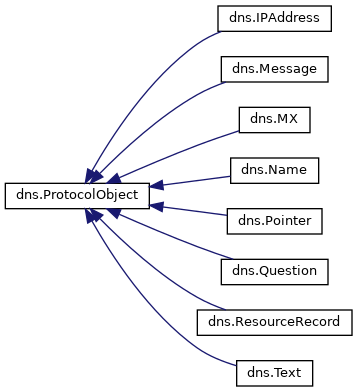 dns.IPAddress
dns.Message
dns.MX
dns.Name
dns.ProtocolObject
dns.Pointer
dns.Question
dns.ResourceRecord
dns.Text